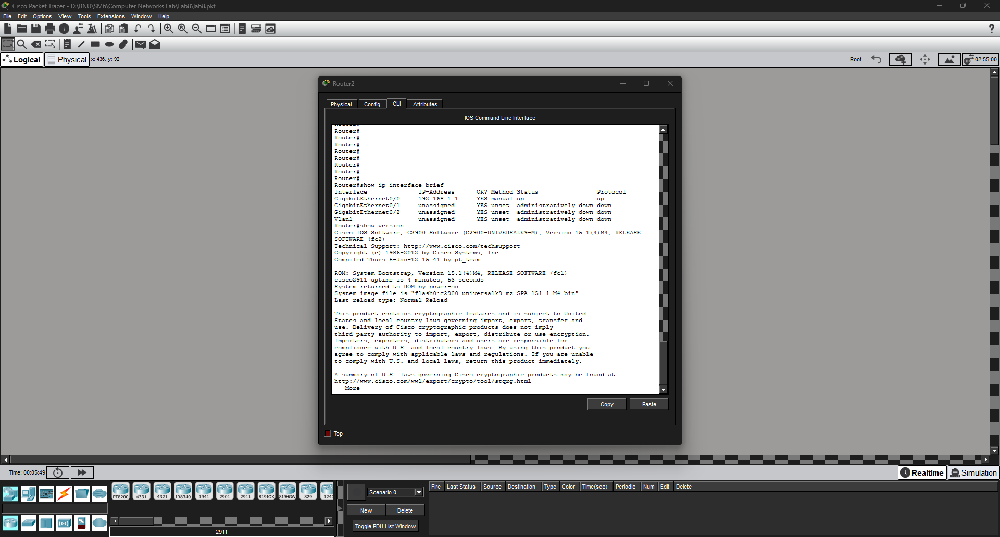 Cisco Packet Tracer - D:\BNU\SM6\Computer Networks Lab\Lab8\lab8.pkt
File Edit Options View Tools Extensions Window Help
?
Logical Physical x: 436, y: 92 Root 02:55:00
Router2
Physical Config CLI Attributes
IOS Command Line Interface
Router#
Router#
Router#
Router#
Router#
Router#
Router#
Router#
Router#
Router#show ip interface brief
Interface IP-Address OK? Method Status Protocol
GigabitEthernet0/0 192.168.1.1 YES manual up up
GigabitEthernet0/1 unassigned YES unset administratively down down
GigabitEthernet0/2 unassigned YES unset administratively down down
Vlan1 unassigned YES unset administratively down down
Router#show version
Cisco IOS Software, C2900 Software (C2900-UNIVERSALK9-M), Version 15.1(4)M4, RELEASE
SOFTWARE (fc2)
Technical Support: http://www.cisco.com/techsupport
Copyright (c) 1986-2012 by Cisco Systems, Inc.
Compiled Thurs 5-Jan-12 15:41 by pt_team
ROM: System Bootstrap, Version 15.1(4)M4, RELEASE SOFTWARE (fc1)
cisco2911 uptime is 4 minutes, 53 seconds
System returned to ROM by power-on
System image file is "flash0:c2900-universalk9-mz.SPA.151-1.M4.bin"
Last reload type: Normal Reload
This product contains cryptographic features and is subject to United
States and local country laws governing import, export, transfer and
use. Delivery of Cisco cryptographic products does not imply
third-party authority to import, export, distribute or use encryption.
Importers, exporters, distributors and users are responsible for
compliance with U.S. and local country laws. By using this product you
agree to comply with applicable laws and regulations. If you are unable
to comply with U.S. and local laws, return this product immediately.
A summary of U.S. laws governing Cisco cryptographic products may be found at:
http://www.cisco.com/wwl/export/crypto/tool/stqrg.html
--More--
Copy Paste
Top
Time: 00:05:49 Realtime Simulation
PT8200 4331 4321 IR8340 1941 2901 2911 819IOX 819HGW 829 1240
2911
Scenario 0
New Delete
Toggle PDU List Window
Fire Last Status Source Destination Type Color Time(sec) Periodic Num Edit Delete